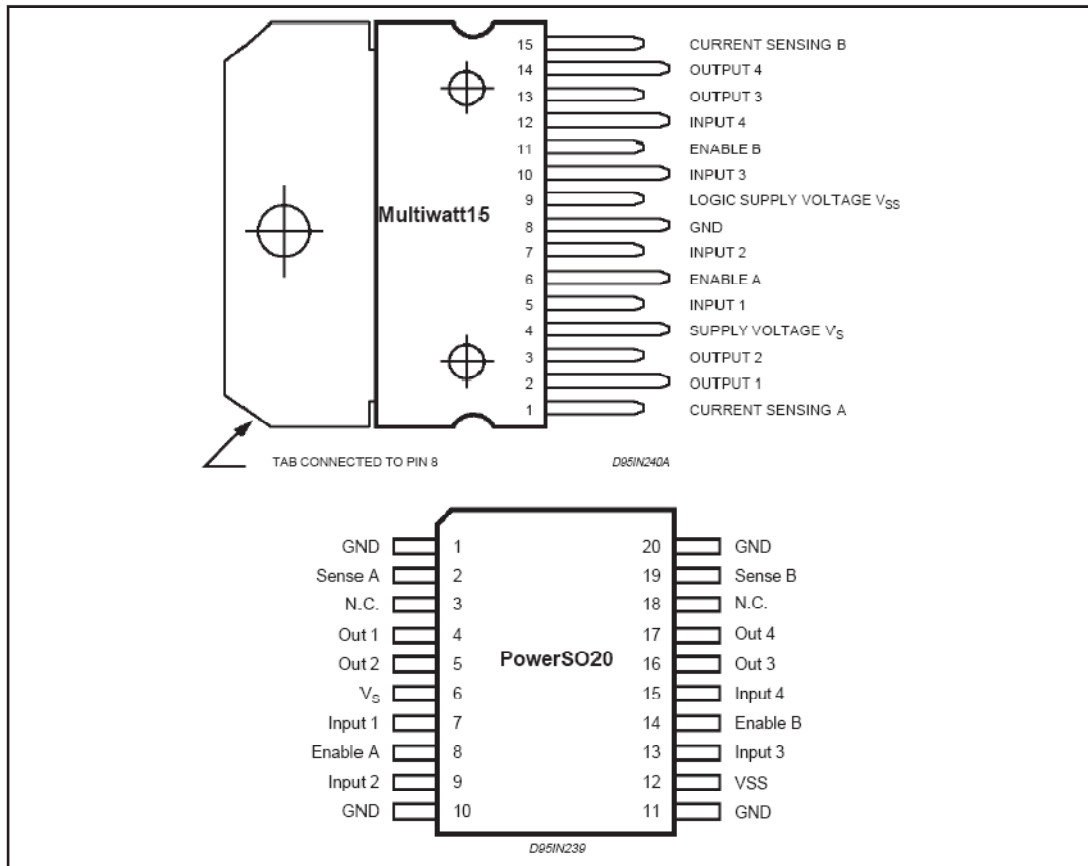 15 CURRENT SENSING B
14 OUTPUT 4
13 OUTPUT 3
12 INPUT 4
11 ENABLE B
10 INPUT 3
9 LOGIC SUPPLY VOLTAGE VSS
Multiwatt15
8 GND
7 INPUT 2
6 ENABLE A
5 INPUT 1
4 SUPPLY VOLTAGE VS
3 OUTPUT 2
2 OUTPUT 1
1 CURRENT SENSING A
TAB CONNECTED TO PIN 8
D95IN240A
GND 1 20 GND
Sense A 2 19 Sense B
N.C. 3 18 N.C.
Out 1 4 17 Out 4
PowerSO20
Out 2 5 16 Out 3
VS 6 15 Input 4
Input 1 7 14 Enable B
Enable A 8 13 Input 3
Input 2 9 12 VSS
GND 10 11 GND
D95IN239